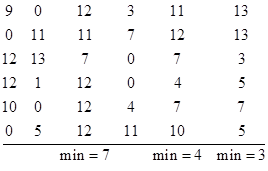 9 0 12 3 11 13
0 11 11 7 12 13
12 13 7 0 7 3
12 1 12 0 4 5
10 0 12 4 7 7
0 5 12 11 10 5
min = 7 min = 4 min = 3